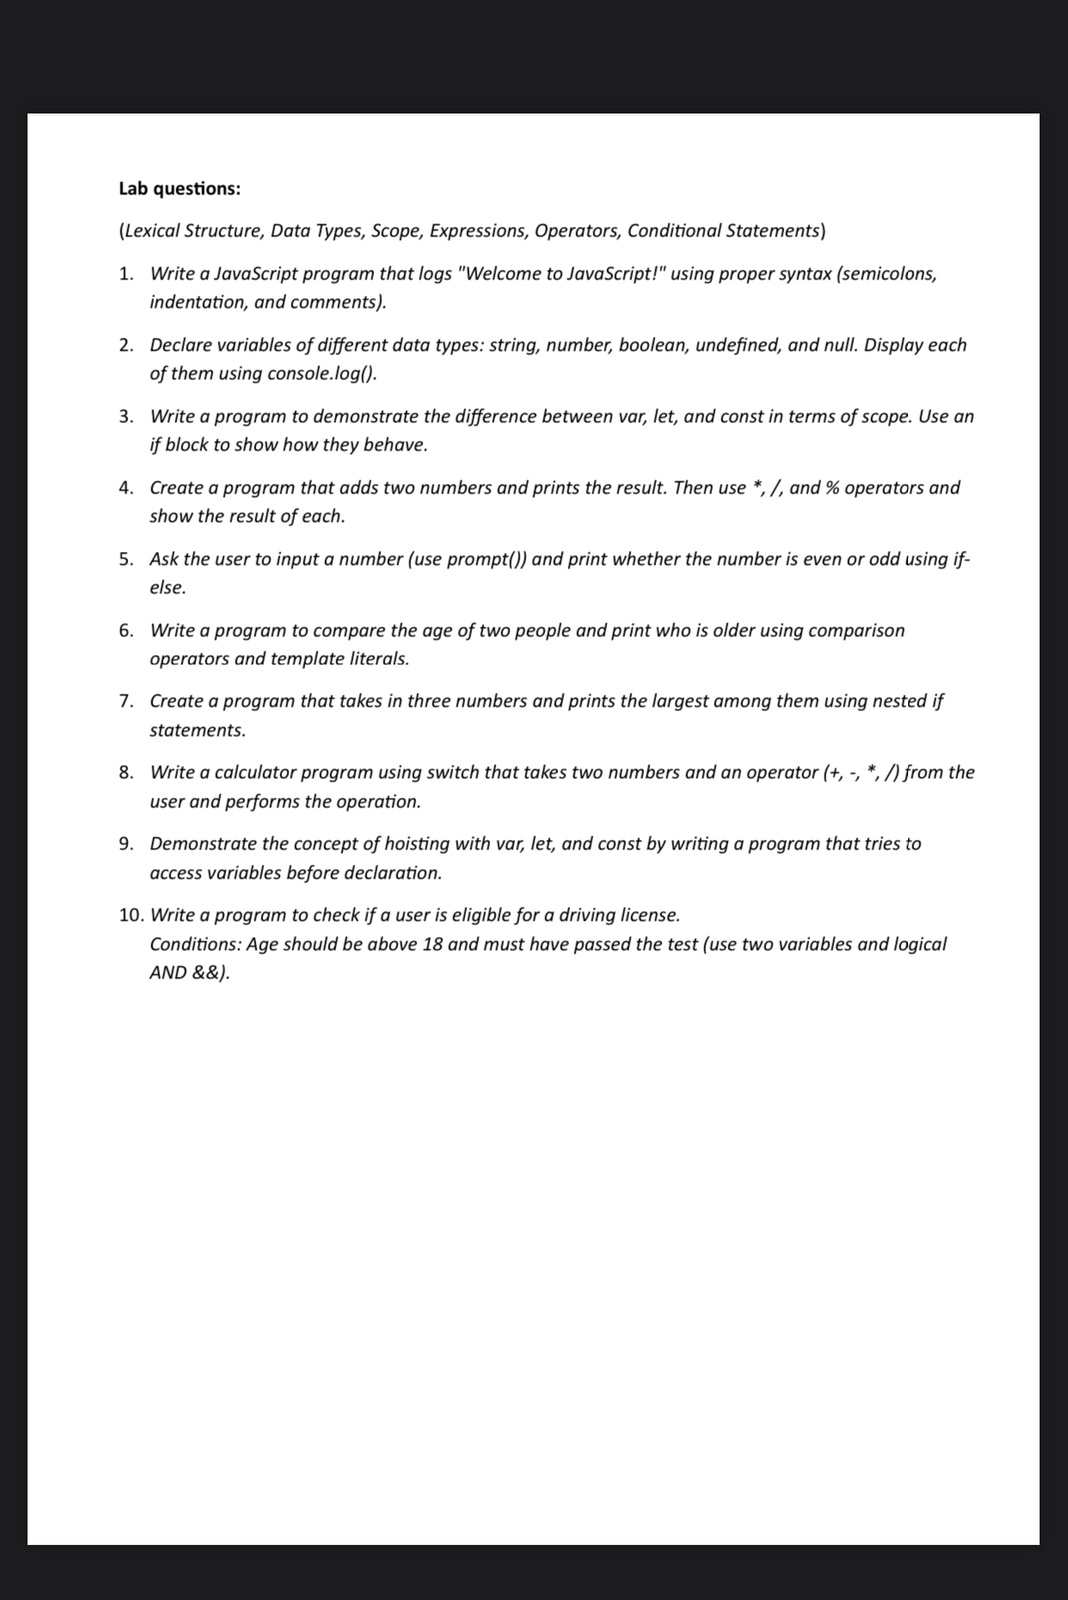 Lab questions:
(Lexical Structure, Data Types, Scope, Expressions, Operators, Conditional Statements)
1. Write a JavaScript program that logs "Welcome to JavaScript!" using proper syntax (semicolons,
indentation, and comments).
2. Declare variables of different data types: string, number, boolean, undefined, and null. Display each
of them using console.log().
3. Write a program to demonstrate the difference between var, let, and const in terms of scope. Use an
if block to show how they behave.
4. Create a program that adds two numbers and prints the result. Then use *, /, and % operators and
show the result of each.
5. Ask the user to input a number (use prompt()) and print whether the number is even or odd using if-
else.
6. Write a program to compare the age of two people and print who is older using comparison
operators and template literals.
7. Create a program that takes in three numbers and prints the largest among them using nested if
statements.
8. Write a calculator program using switch that takes two numbers and an operator (+, -, *, /) from the
user and performs the operation.
9. Demonstrate the concept of hoisting with var, let, and const by writing a program that tries to
access variables before declaration.
10. Write a program to check if a user is eligible for a driving license.
Conditions: Age should be above 18 and must have passed the test (use two variables and logical
AND &&).